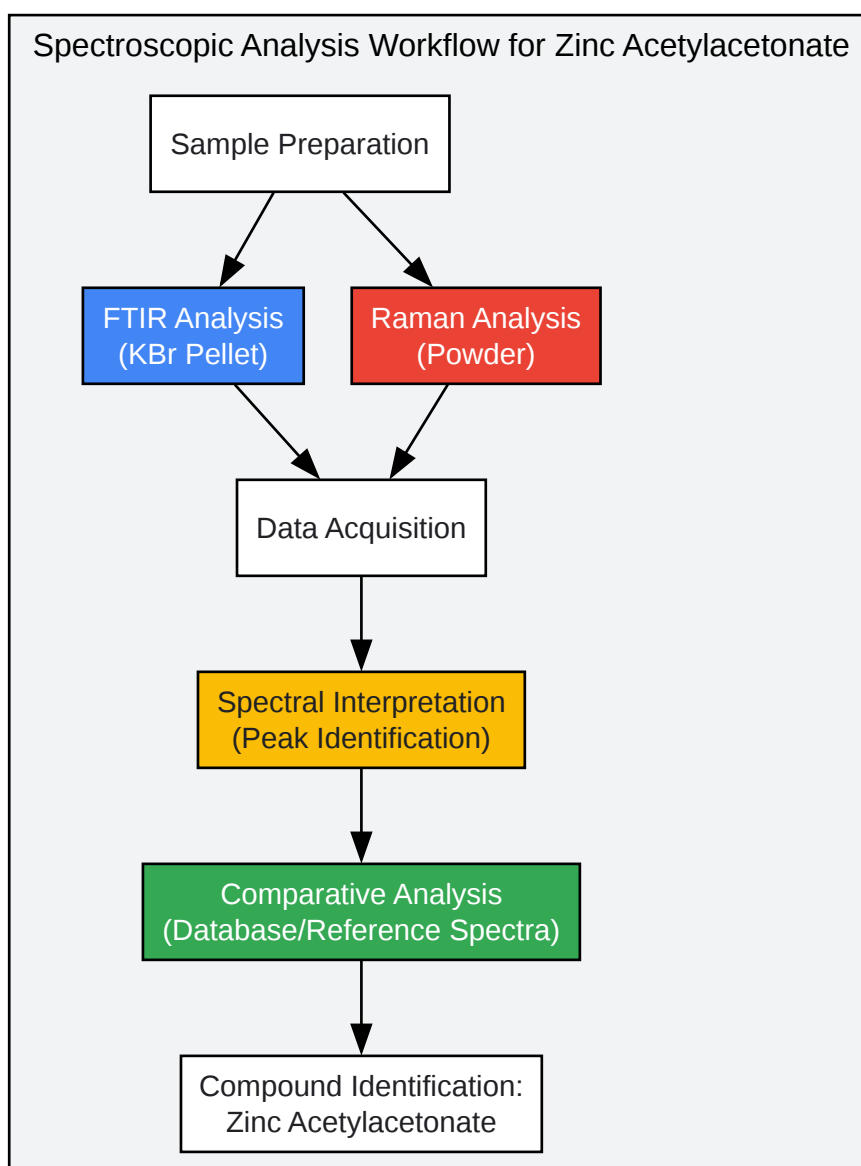 Spectroscopic Analysis Workflow for Zinc Acetylacetonate
Sample Preparation
FTIR Analysis
(KBr Pellet)
Raman Analysis
(Powder)
Data Acquisition
Spectral Interpretation
(Peak Identification)
Comparative Analysis
(Database/Reference Spectra)
Compound Identification:
Zinc Acetylacetonate